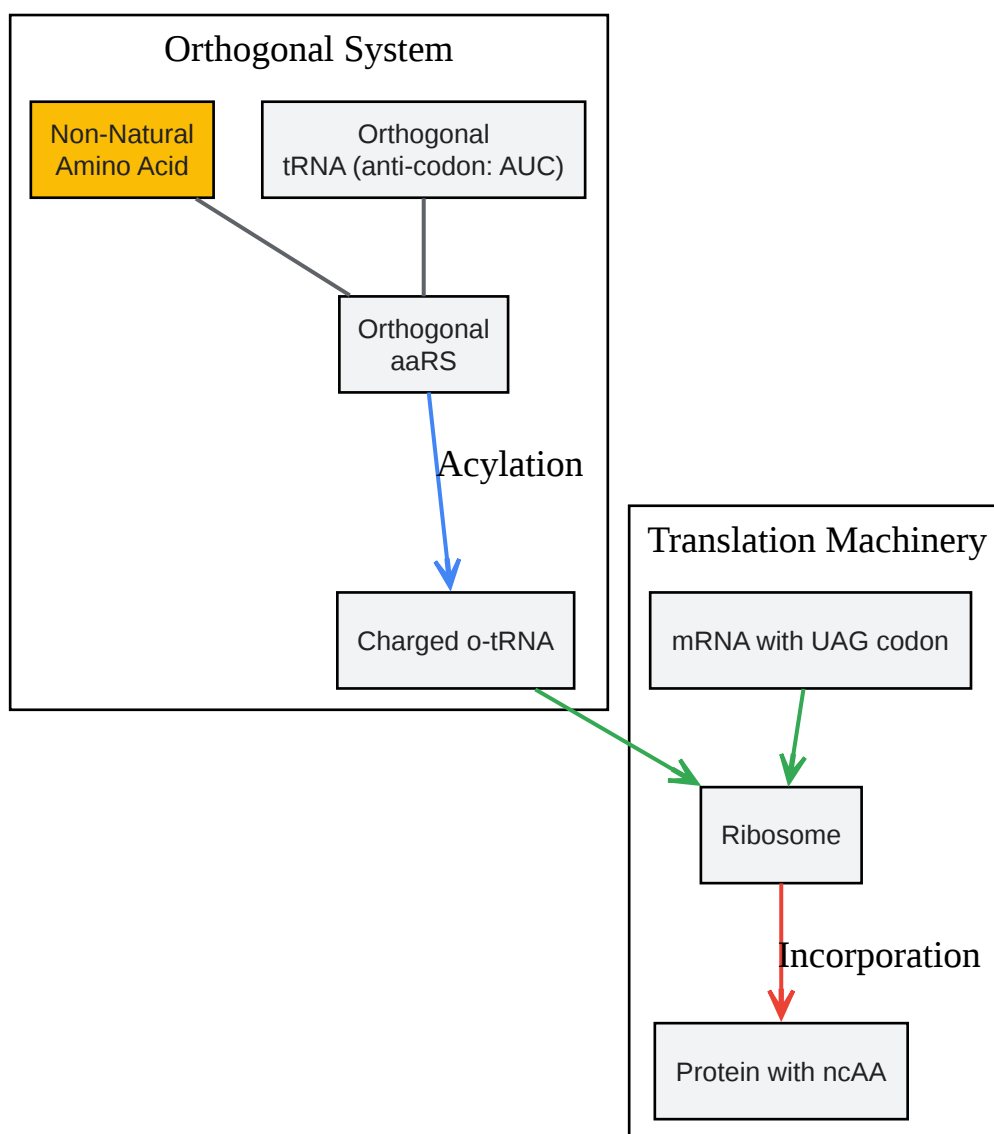 Orthogonal System
Non-Natural
Amino Acid
Orthogonal
tRNA (anti-codon: AUC)
Orthogonal
aaRS
Acylation
Charged o-tRNA
Translation Machinery
mRNA with UAG codon
Ribosome
Incorporation
Protein with ncAA